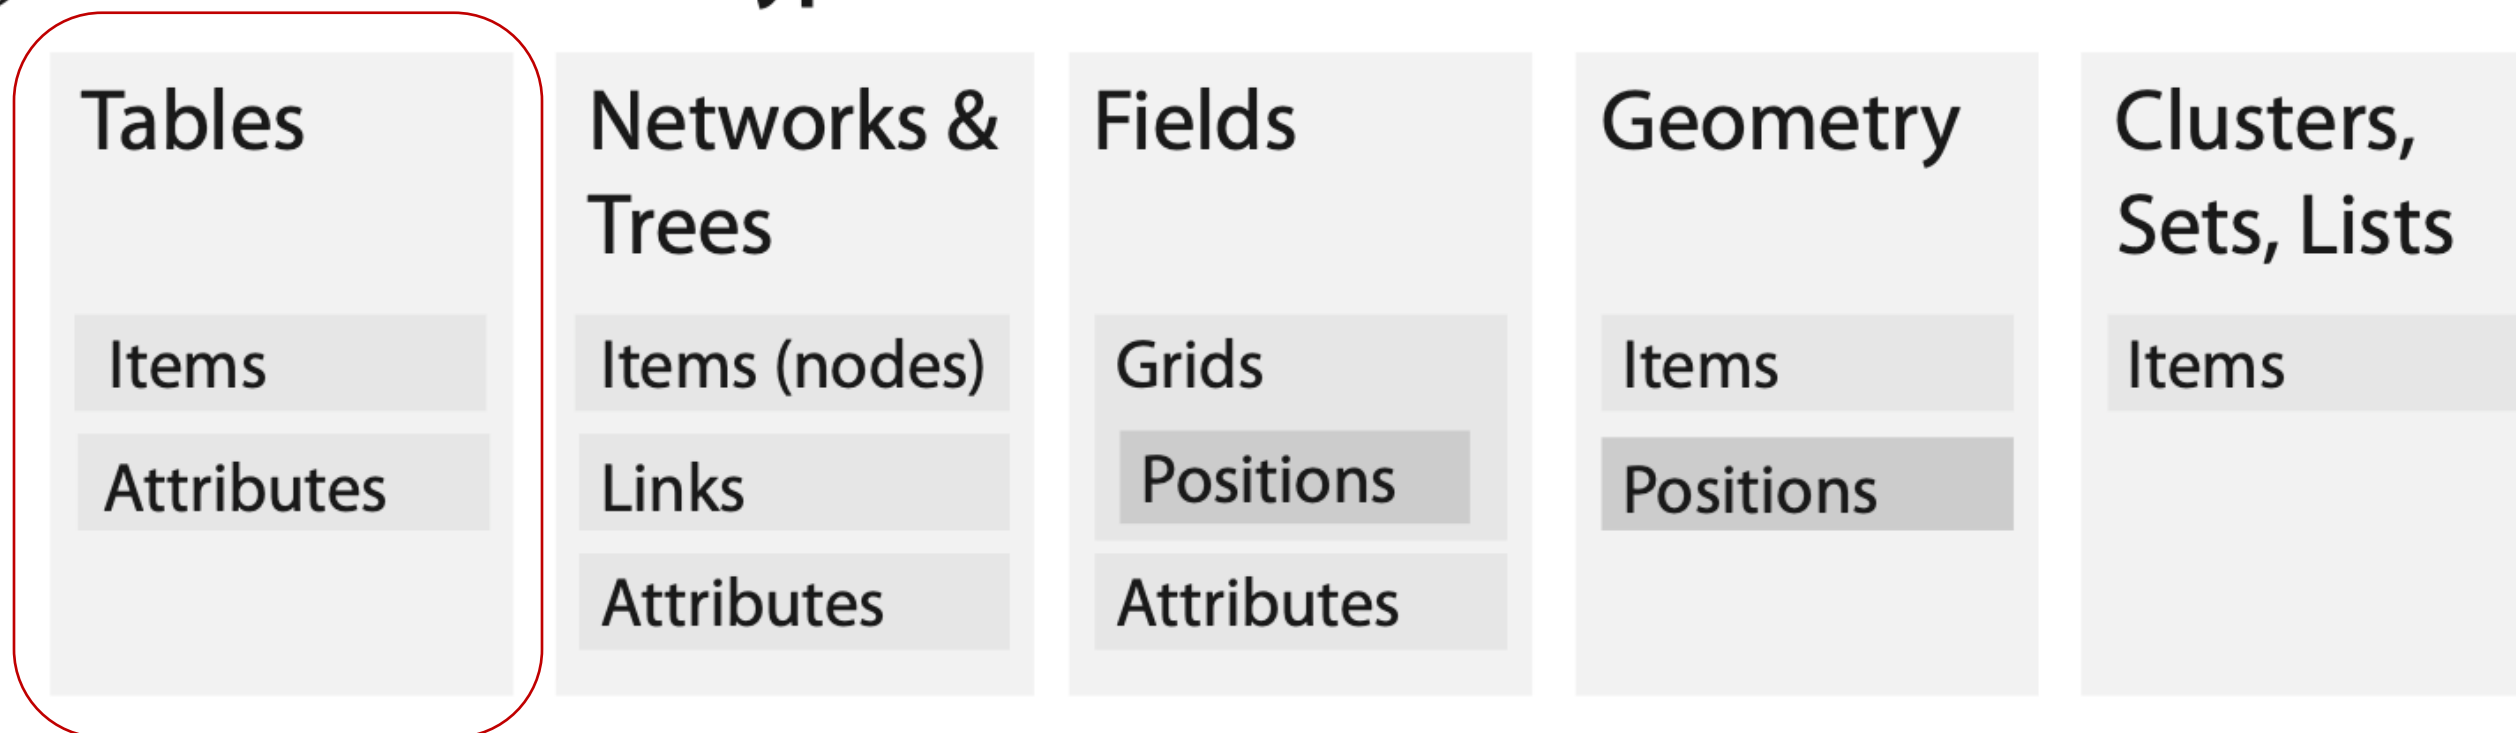 Tables
Items
Attributes
Networks &
Trees
Items (nodes)
Links
Attributes
Fields
Grids
Positions
Attributes
Geometry
Items
Positions
Clusters,
Sets, Lists
Items